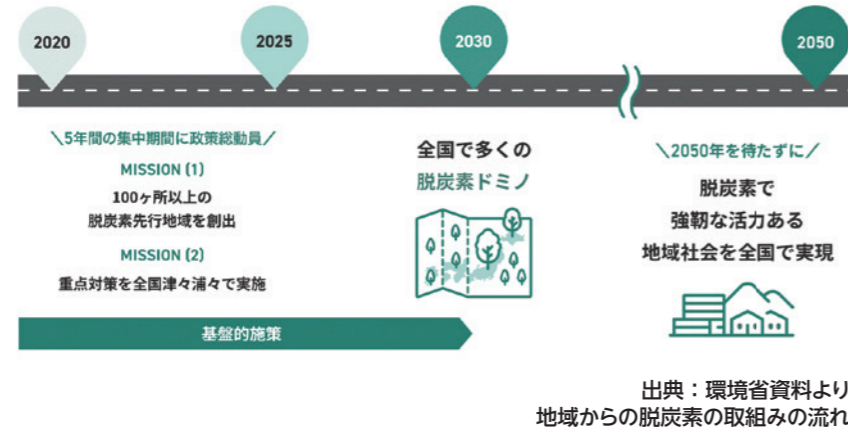 2020
2025
2030
2050
＼5年間の集中期間に政策総動員／
MISSION (1)
100ヶ所以上の
脱炭素先行地域を創出
MISSION (2)
重点対策を全国津々浦々で実施
全国で多くの
脱炭素ドミノ
＼2050年を待たずに／
脱炭素で
強靭な活力ある
地域社会を全国で実現
基盤的施策
出典：環境省資料より
地域からの脱炭素の取組みの流れ